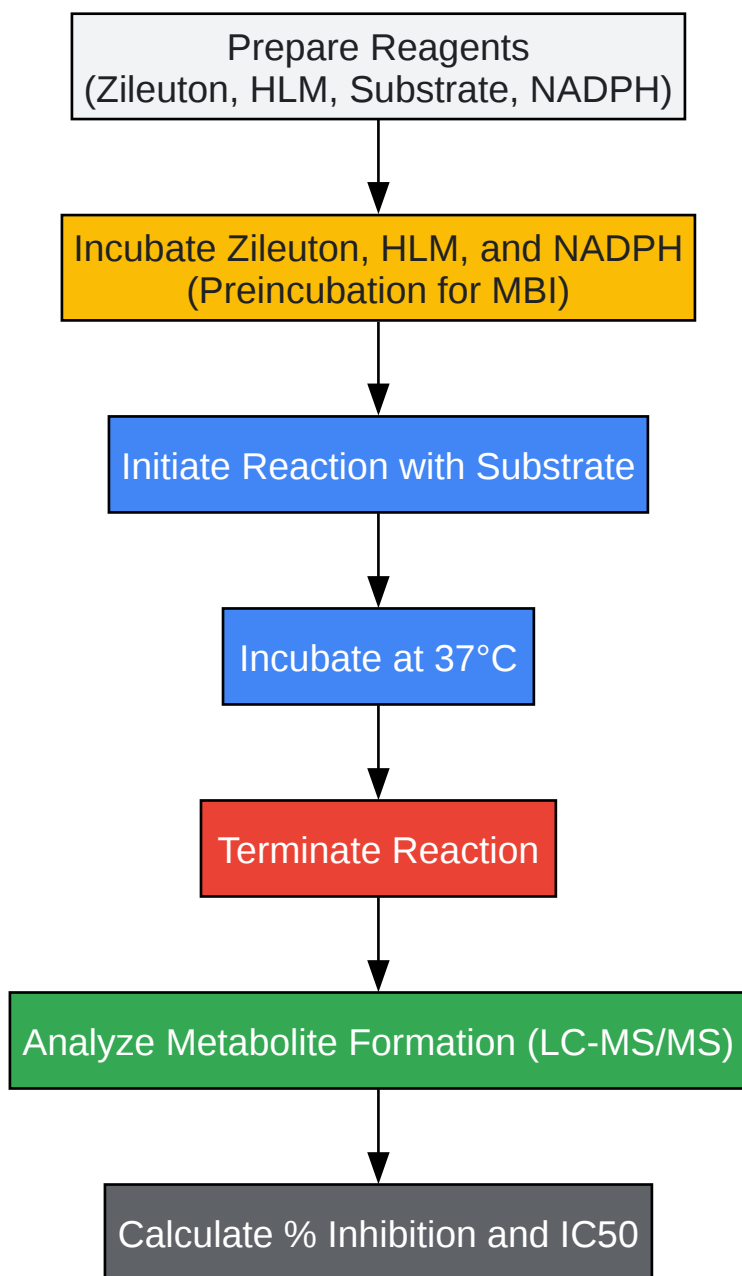 Prepare Reagents
(Zileuton, HLM, Substrate, NADPH)
Incubate Zileuton, HLM, and NADPH
(Preincubation for MBI)
Initiate Reaction with Substrate
Incubate at 37°C
Terminate Reaction
Analyze Metabolite Formation (LC-MS/MS)
Calculate % Inhibition and IC50